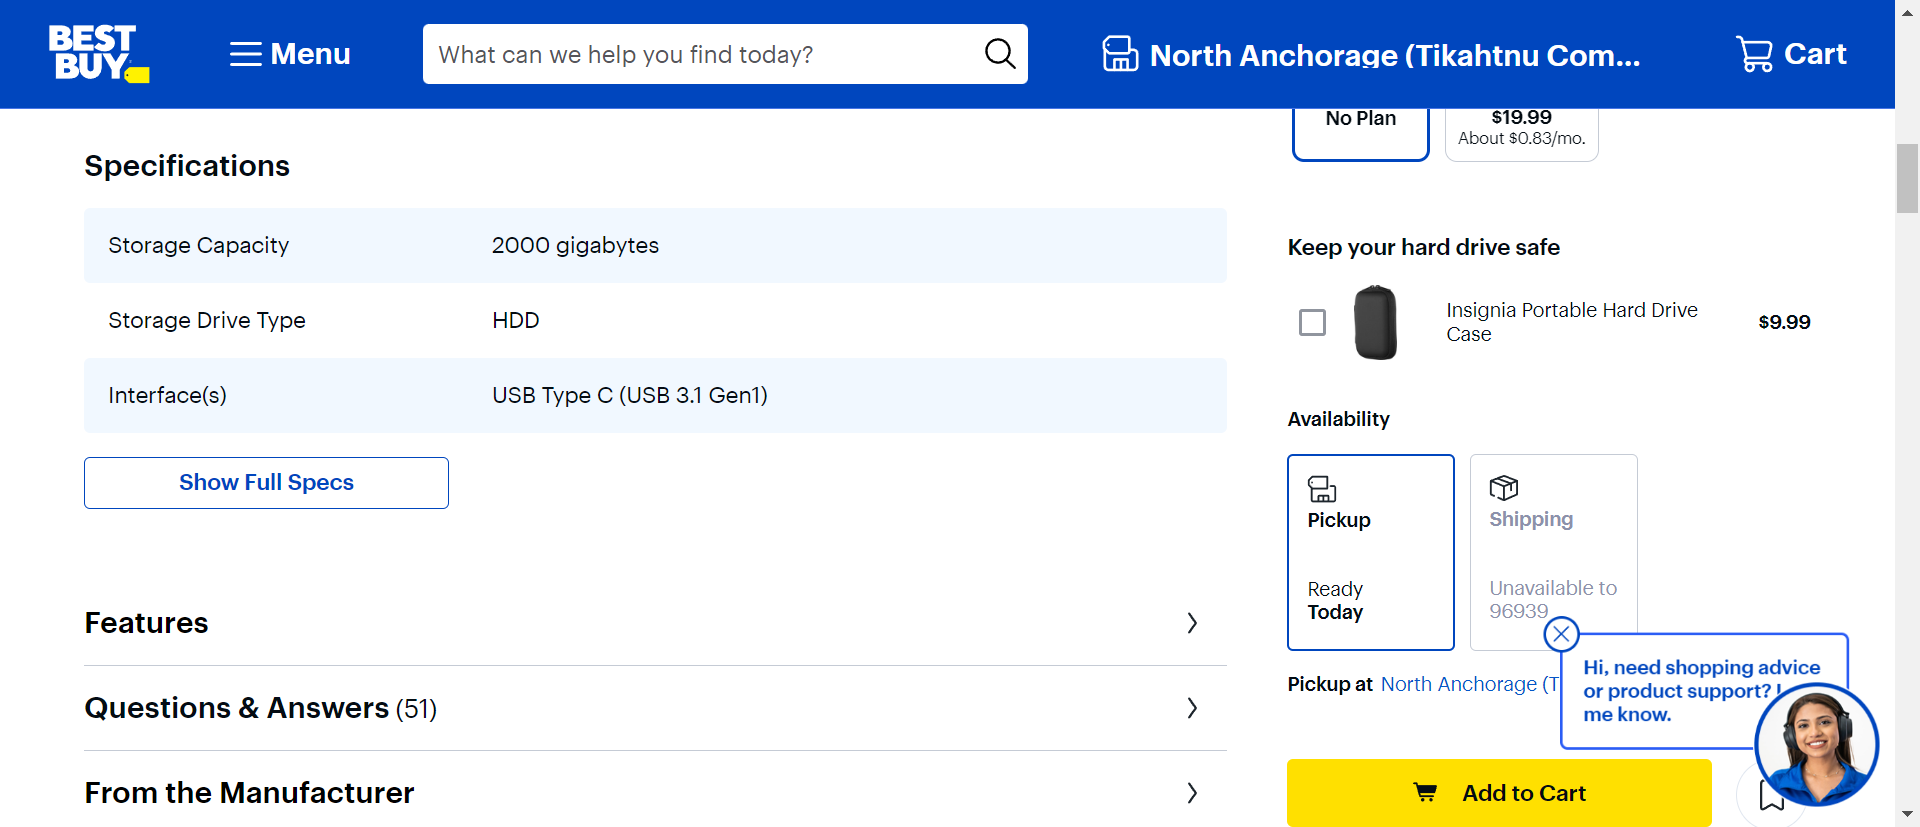 BEST
BUY
Menu
What can we help you find today?
North Anchorage (Tikahtnu Com...
Cart
Specifications
Storage Capacity 2000 gigabytes
Storage Drive Type HDD
Interface(s) USB Type C (USB 3.1 Gen1)
Show Full Specs
Features
Questions & Answers (51)
From the Manufacturer
No Plan
$19.99
About $0.83/mo.
Keep your hard drive safe
Insignia Portable Hard Drive
Case
$9.99
Availability
Pickup
Ready
Today
Shipping
Unavailable to
96939
Pickup at North Anchorage (T
Hi, need shopping advice
or product support?
me know.
Add to Cart